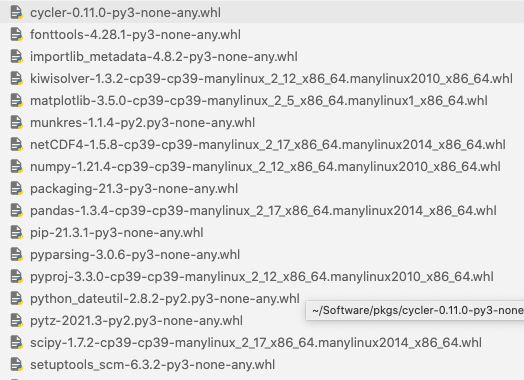 cycler-0.11.0-py3-none-any.whl
fonttools-4.28.1-py3-none-any.whl
importlib_metadata-4.8.2-py3-none-any.whl
kiwisolver-1.3.2-cp39-cp39-manylinux_2_12_x86_64.manylinux2010_x86_64.whl
matplotlib-3.5.0-cp39-cp39-manylinux_2_5_x86_64.manylinux1_x86_64.whl
munkres-1.1.4-py2.py3-none-any.whl
netCDF4-1.5.8-cp39-cp39-manylinux_2_17_x86_64.manylinux2014_x86_64.whl
numpy-1.21.4-cp39-cp39-manylinux_2_12_x86_64.manylinux2010_x86_64.whl
packaging-21.3-py3-none-any.whl
pandas-1.3.4-cp39-cp39-manylinux_2_17_x86_64.manylinux2014_x86_64.whl
pip-21.3.1-py3-none-any.whl
pyparsing-3.0.6-py3-none-any.whl
pyproj-3.3.0-cp39-cp39-manylinux_2_12_x86_64.manylinux2010_x86_64.whl
python_dateutil-2.8.2-py2.py3-none-any.whl
~/Software/pkgs/cycler-0.11.0-py3-none
pytz-2021.3-py2.py3-none-any.whl
scipy-1.7.2-cp39-cp39-manylinux_2_17_x86_64.manylinux2014_x86_64.whl
setuptools_scm-6.3.2-py3-none-any.whl